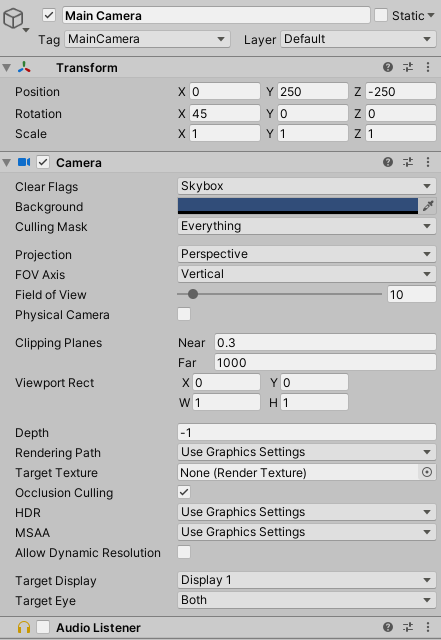 Main Camera Static
Tag MainCamera Layer Default
Transform
Position X 0 Y 250 Z -250
Rotation X 45 Y 0 Z 0
Scale X 1 Y 1 Z 1
Camera
Clear Flags Skybox
Background
Culling Mask Everything
Projection Perspective
FOV Axis Vertical
Field of View 10
Physical Camera
Clipping Planes Near 0.3
Far 1000
Viewport Rect X 0 Y 0
W 1 H 1
Depth -1
Rendering Path Use Graphics Settings
Target Texture None (Render Texture)
Occlusion Culling
HDR Use Graphics Settings
MSAA Use Graphics Settings
Allow Dynamic Resolution
Target Display Display 1
Target Eye Both
Audio Listener